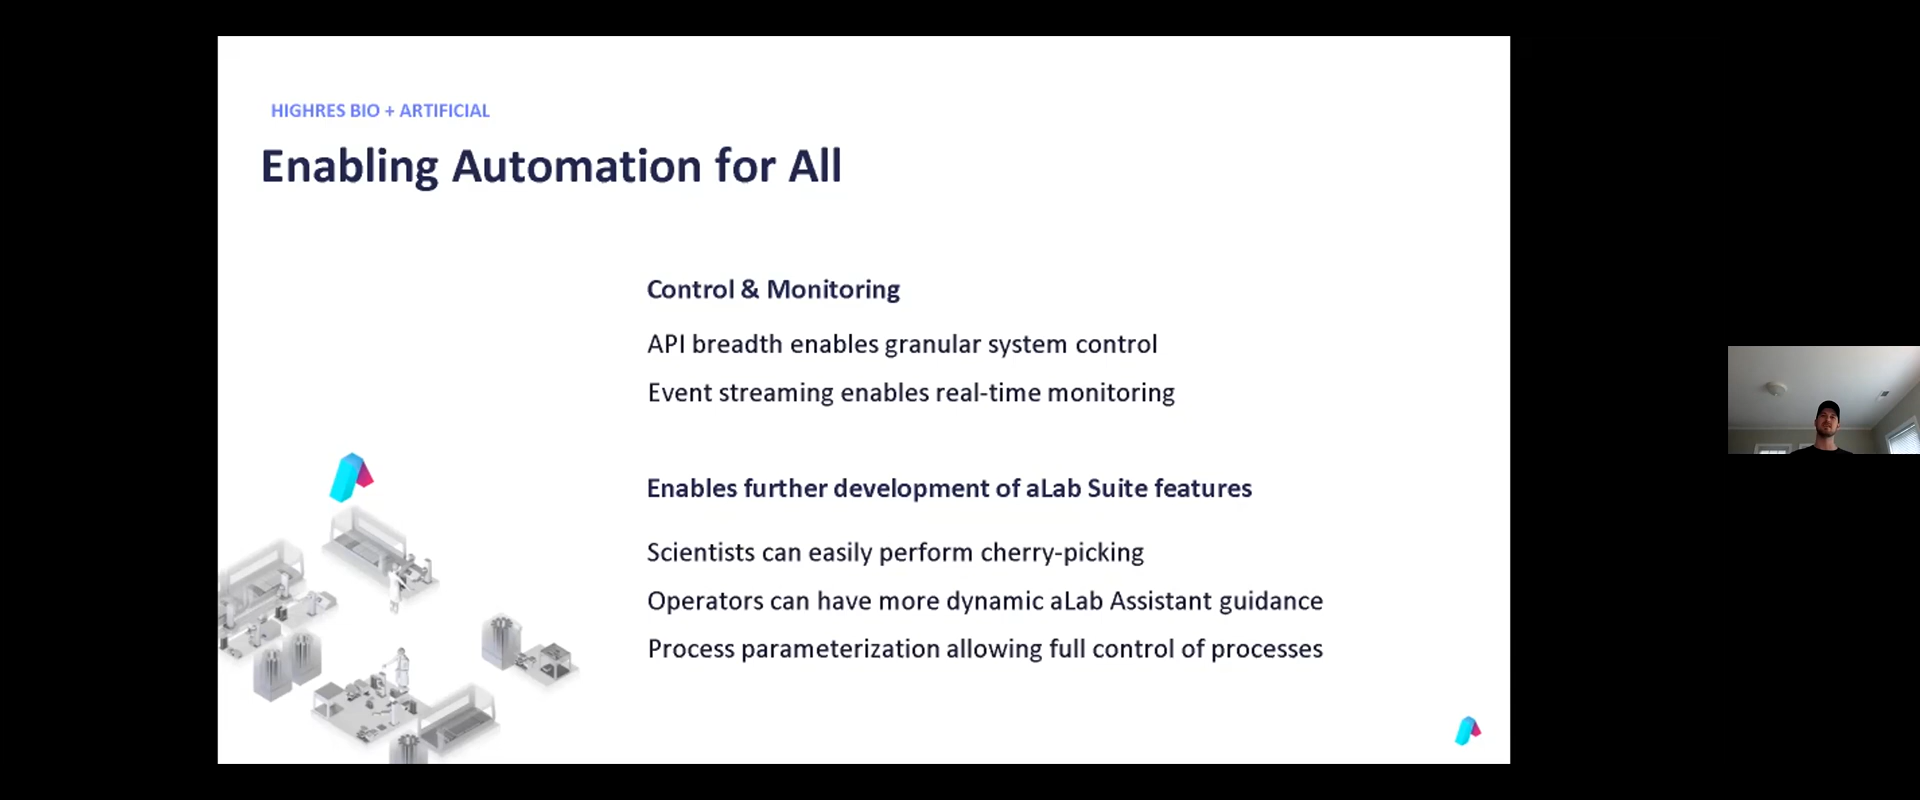 HIGHRES BIO + ARTIFICIAL
Enabling Automation for All
Control & Monitoring
API breadth enables granular system control
Event streaming enables real-time monitoring
Enables further development of aLab Suite features
Scientists can easily perform cherry-picking
Operators can have more dynamic aLab Assistant guidance
Process parameterization allowing full control of processes